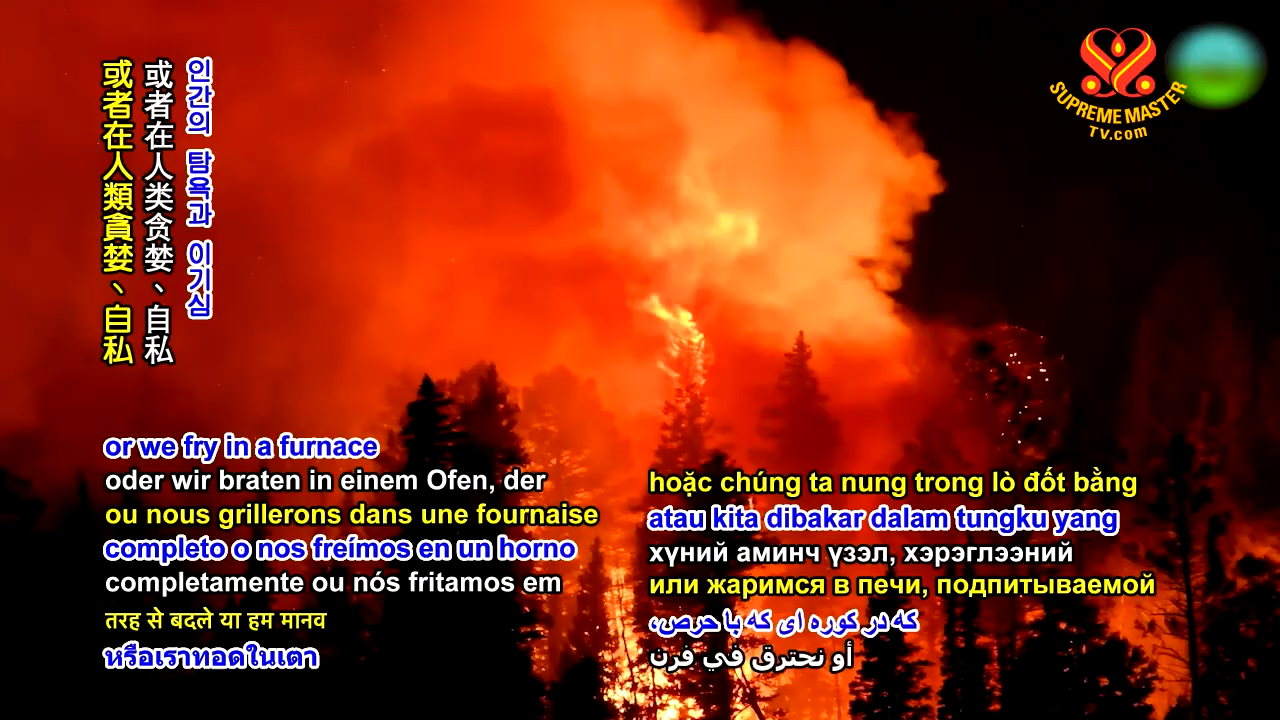 或者在人類貪婪、自私
或者在人类贪婪、自私
인간의 탐욕과 이기심
SUPREME MASTER
TV.com
or we fry in a furnace
oder wir braten in einem Ofen, der
ou nous grillerons dans une fournaise
completo o nos freímos en un horno
completamente ou nós fritamos em
तरह से बदले या हम मानव
หรือเราทอดในเตา
hoặc chúng ta nung trong lò đốt bằng
atau kita dibakar dalam tungku yang
хүний аминч үзэл, хэрэглээний
или жаримся в печи, подпитываемой
که در کوره ای که با حرص،
أو نحترق في فرن